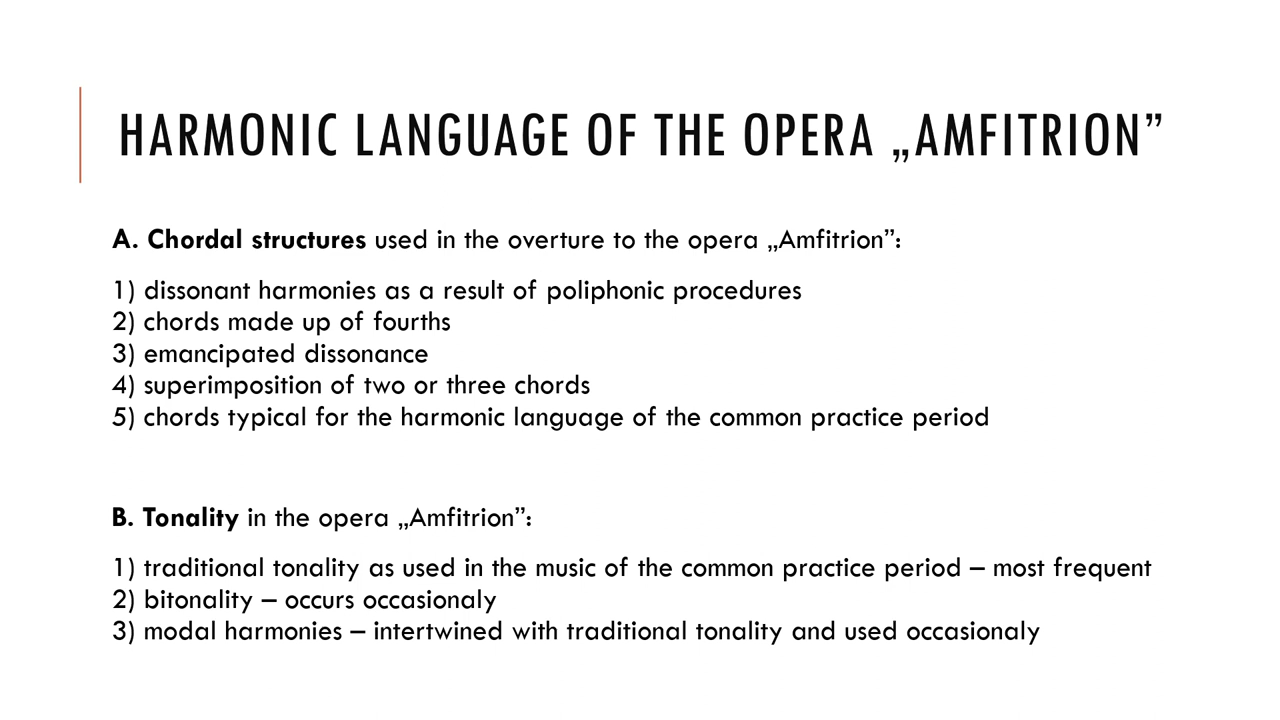 HARMONIC LANGUAGE OF THE OPERA „AMFITRION”
A. Chordal structures used in the overture to the opera „Amfitrion”:
1) dissonant harmonies as a result of poliphonic procedures
2) chords made up of fourths
3) emancipated dissonance
4) superimposition of two or three chords
5) chords typical for the harmonic language of the common practice period
B. Tonality in the opera „Amfitrion”:
1) traditional tonality as used in the music of the common practice period – most frequent
2) bitonality – occurs occasionaly
3) modal harmonies – intertwined with traditional tonality and used occasionaly